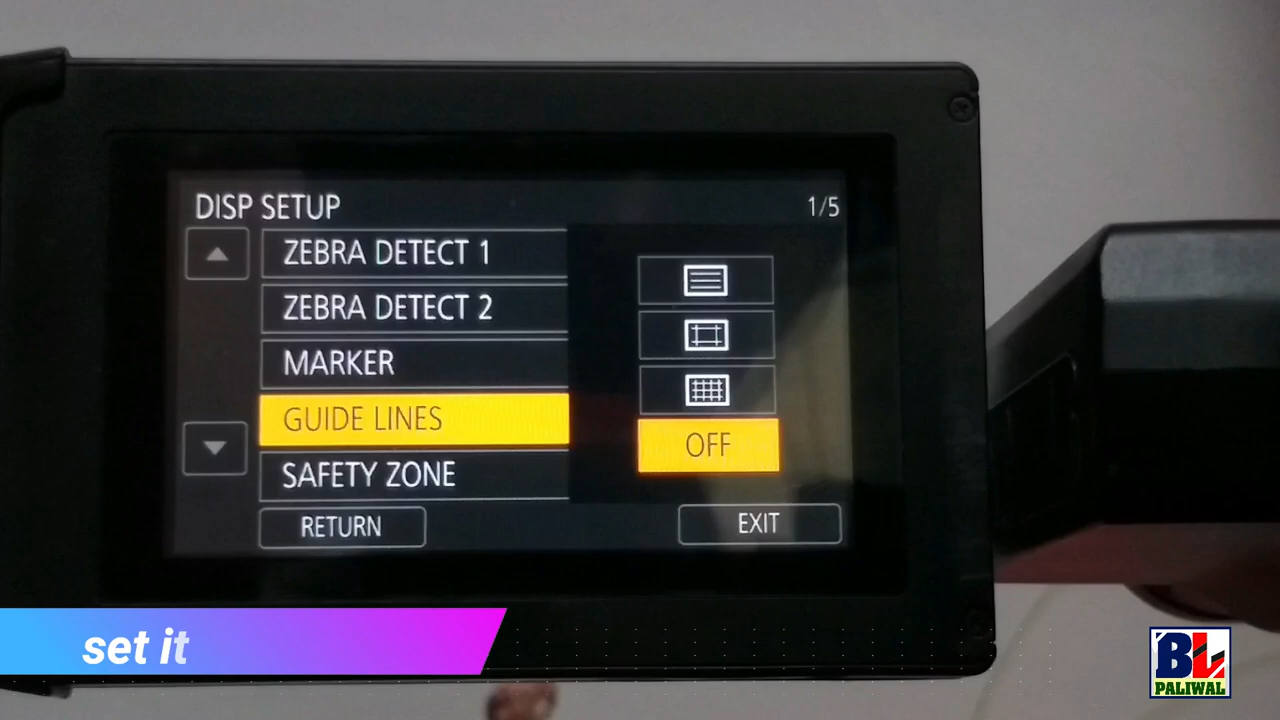 DISP SETUP
1/5
ZEBRA DETECT 1
ZEBRA DETECT 2
MARKER
GUIDE LINES
OFF
SAFETY ZONE
RETURN
EXIT
set it
BL
PALIWAL